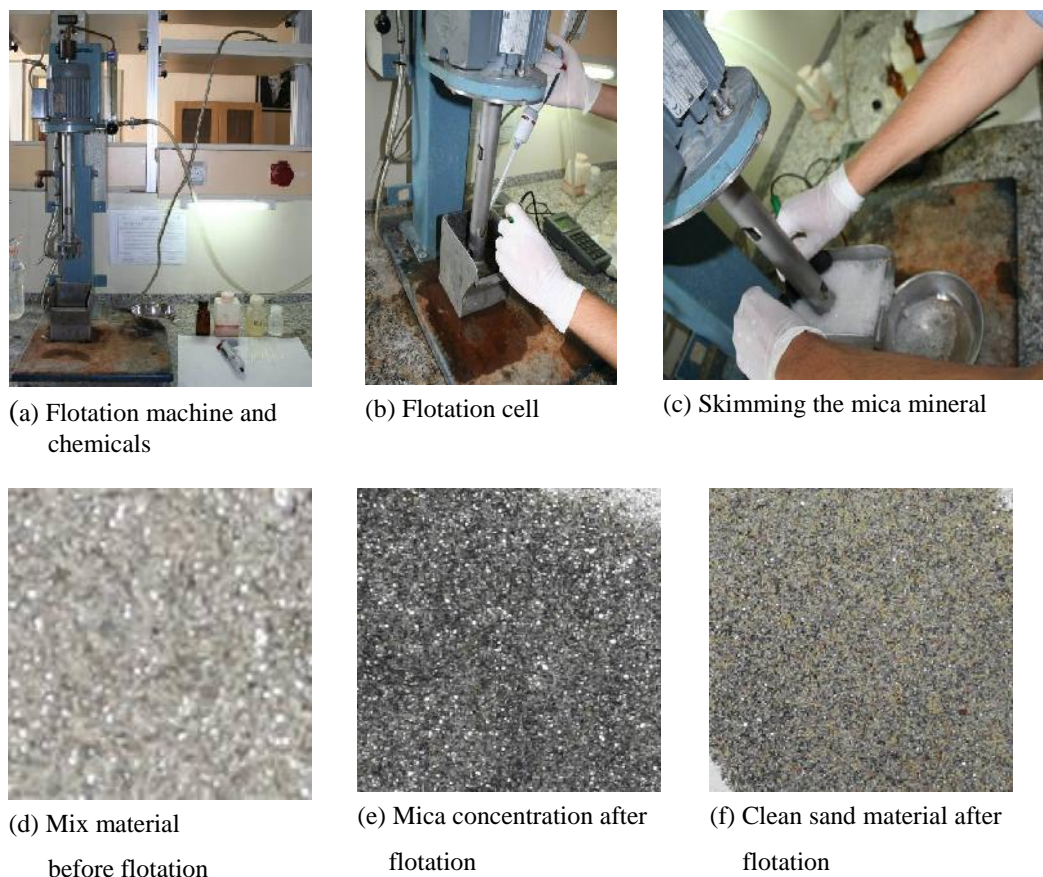 (a) Flotation machine and
chemicals
(b) Flotation cell
(c) Skimming the mica mineral
(d) Mix material
before flotation
(e) Mica concentration after
flotation
(f) Clean sand material after
flotation